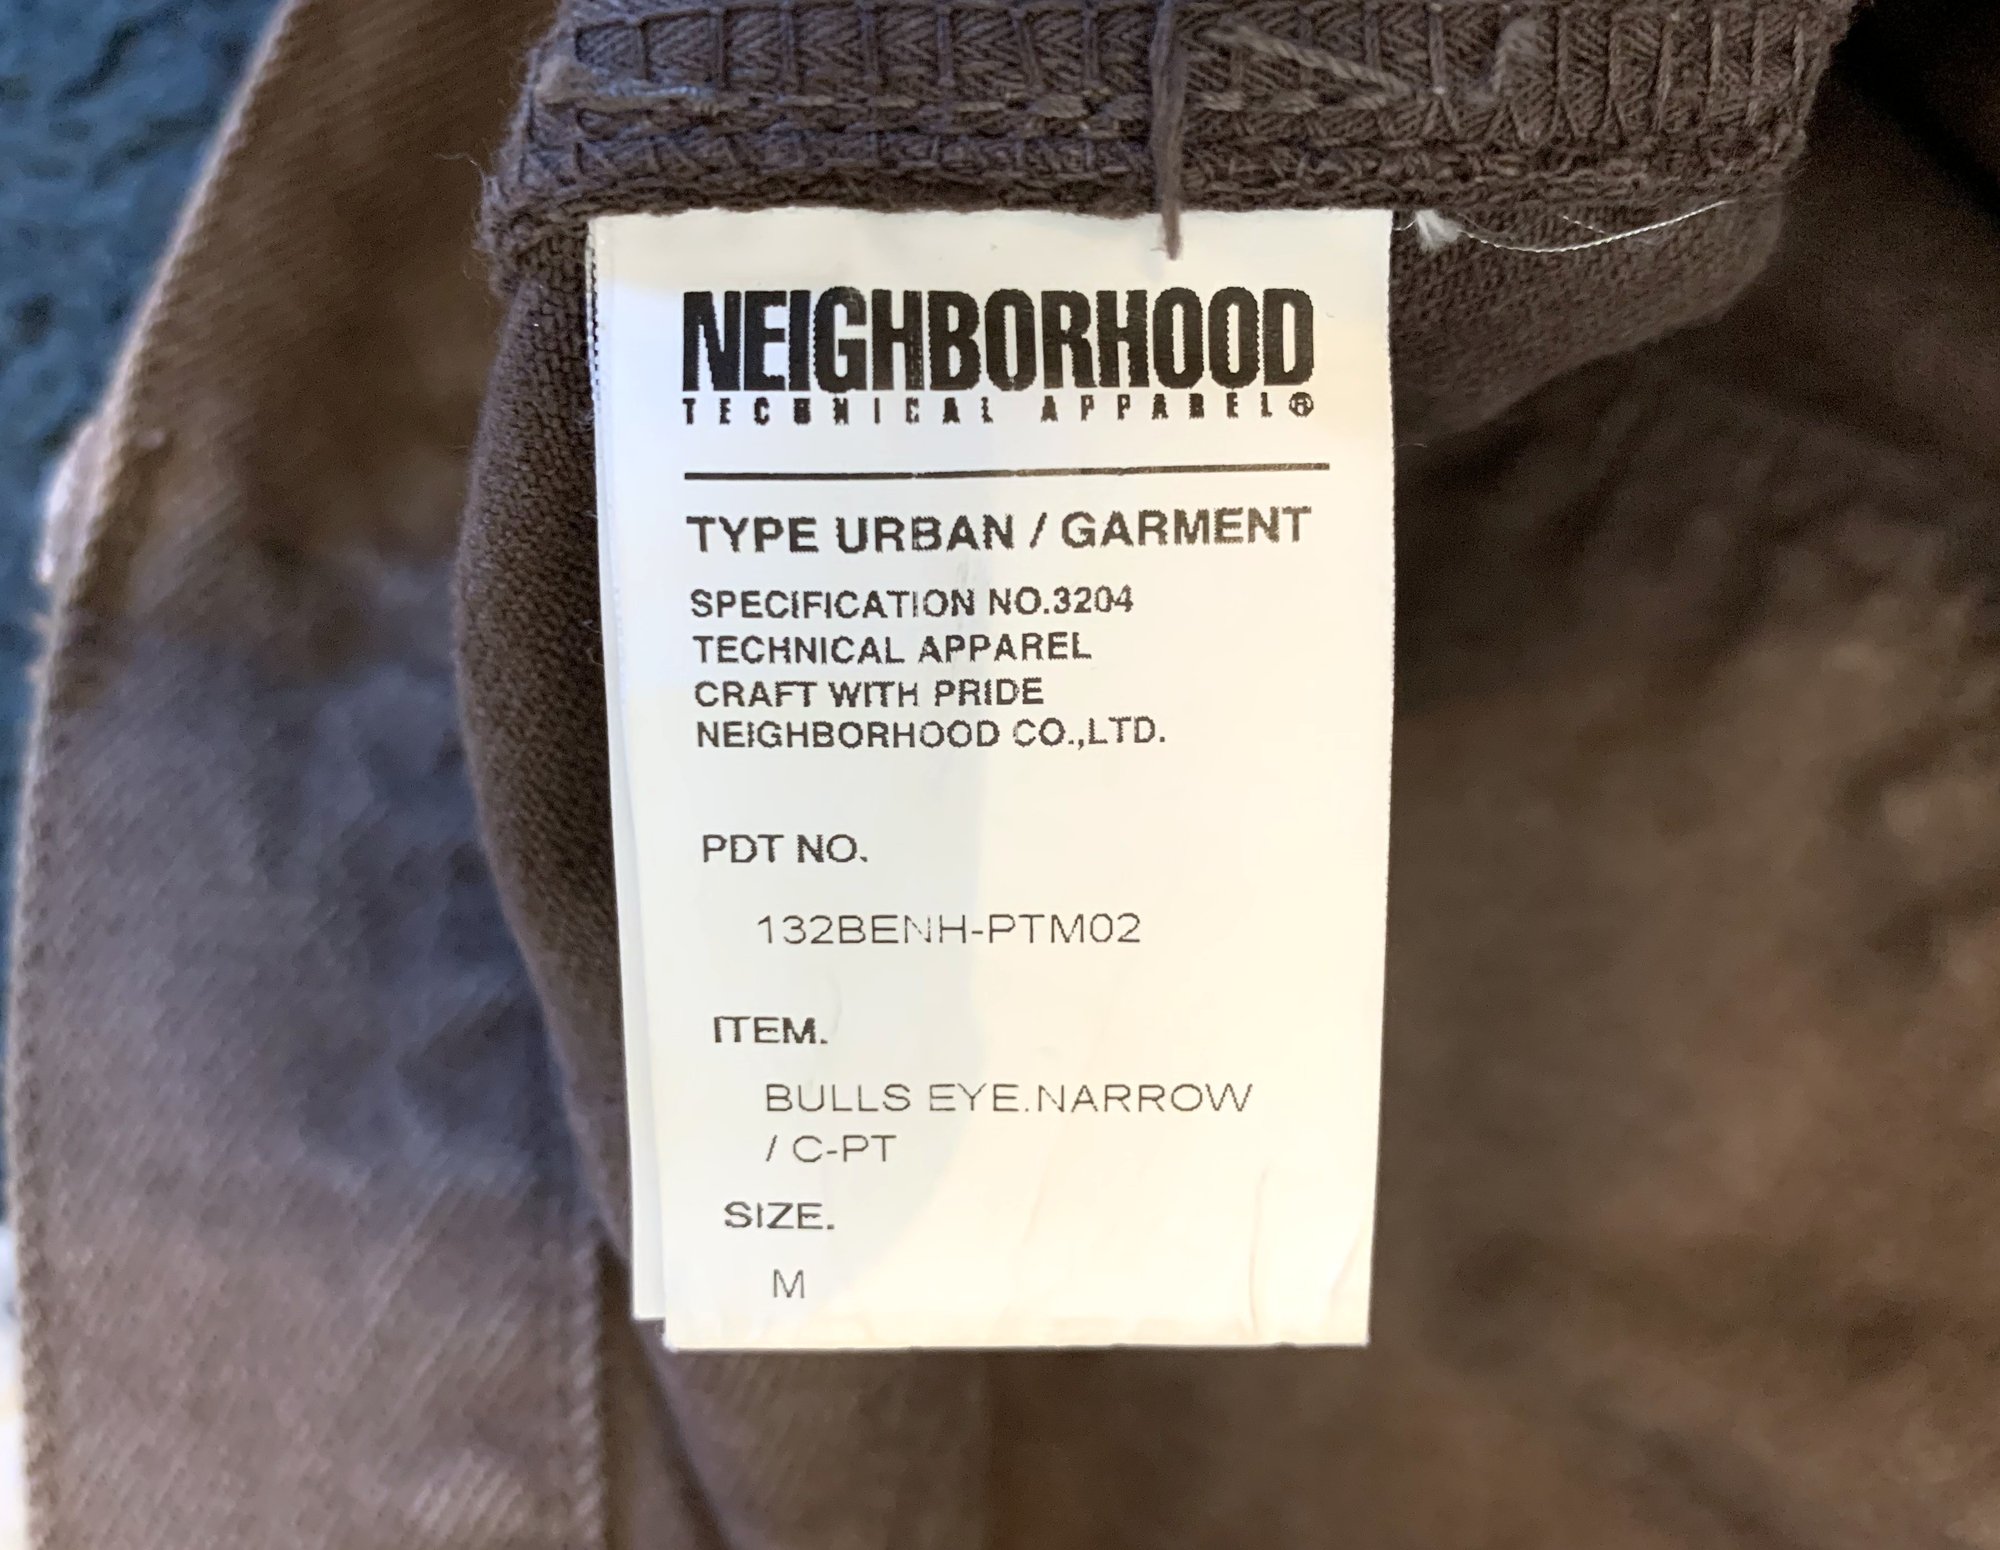 NEIGHBORHOOD
TECHNICAL APPAREL®
TYPE URBAN / GARMENT
SPECIFICATION NO.3204
TECHNICAL APPAREL
CRAFT WITH PRIDE
NEIGHBORHOOD CO.,LTD.
PDT NO.
132BENH-PTM02
ITEM.
BULLS EYE.NARROW
/ C-PT
SIZE.
M